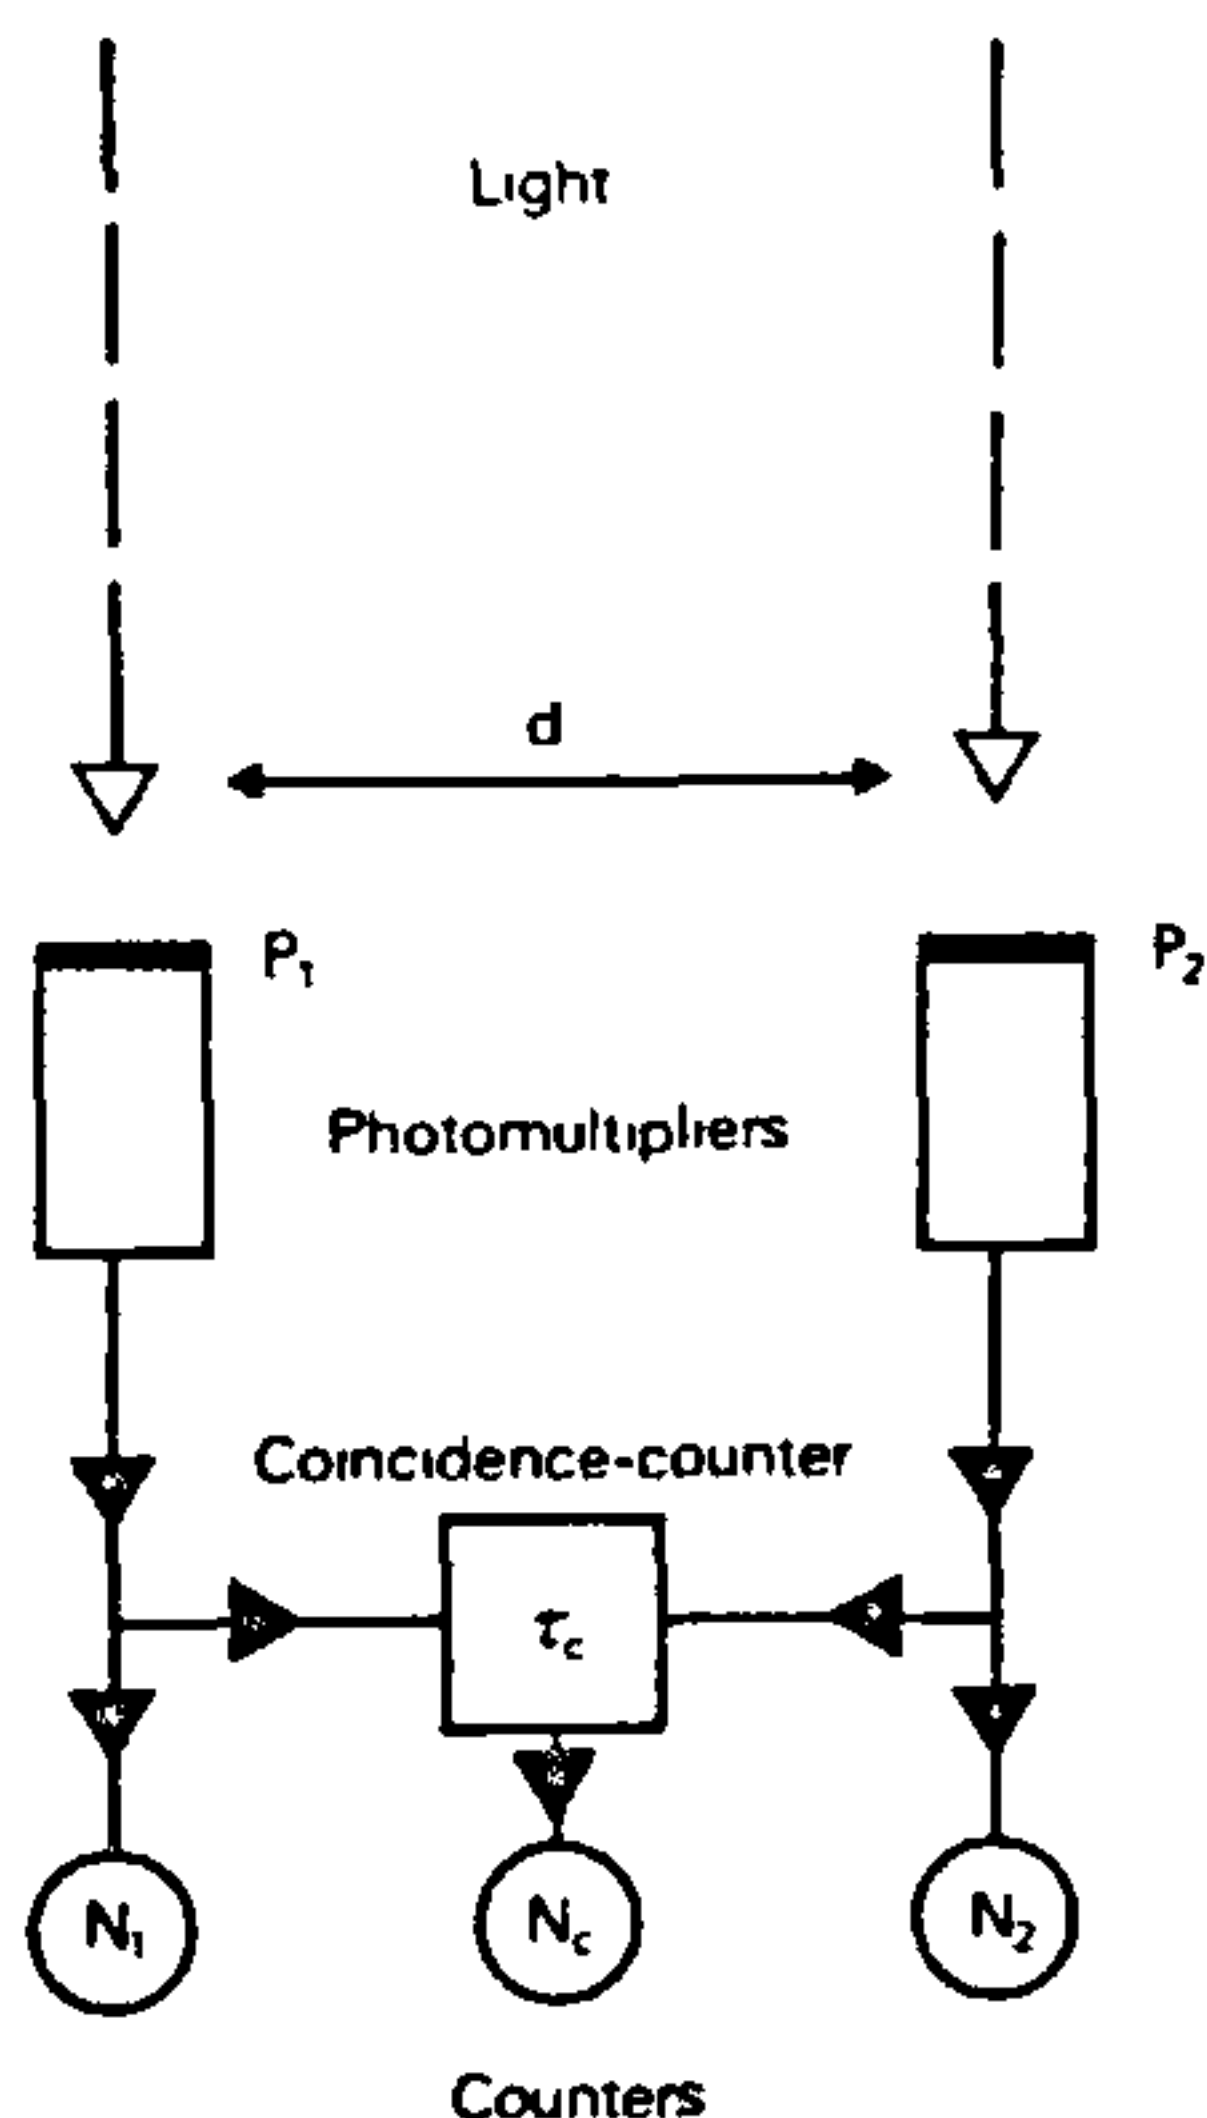 Light
d
P₁
P₂
Photomultipliers
Coincidence-counter
τc
N₁
Nc
N₂
Counters